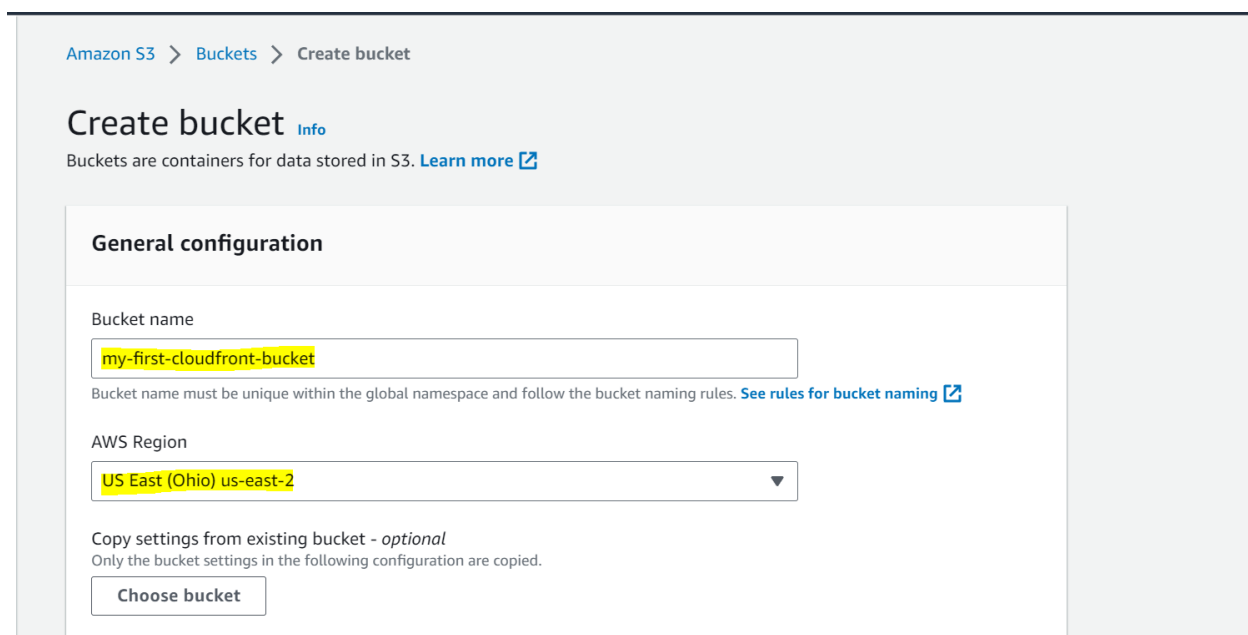 Amazon S3 > Buckets > Create bucket
Create bucket Info
Buckets are containers for data stored in S3. Learn more
General configuration
Bucket name
my-first-cloudfront-bucket
Bucket name must be unique within the global namespace and follow the bucket naming rules. See rules for bucket naming
AWS Region
US East (Ohio) us-east-2
Copy settings from existing bucket - optional
Only the bucket settings in the following configuration are copied.
Choose bucket